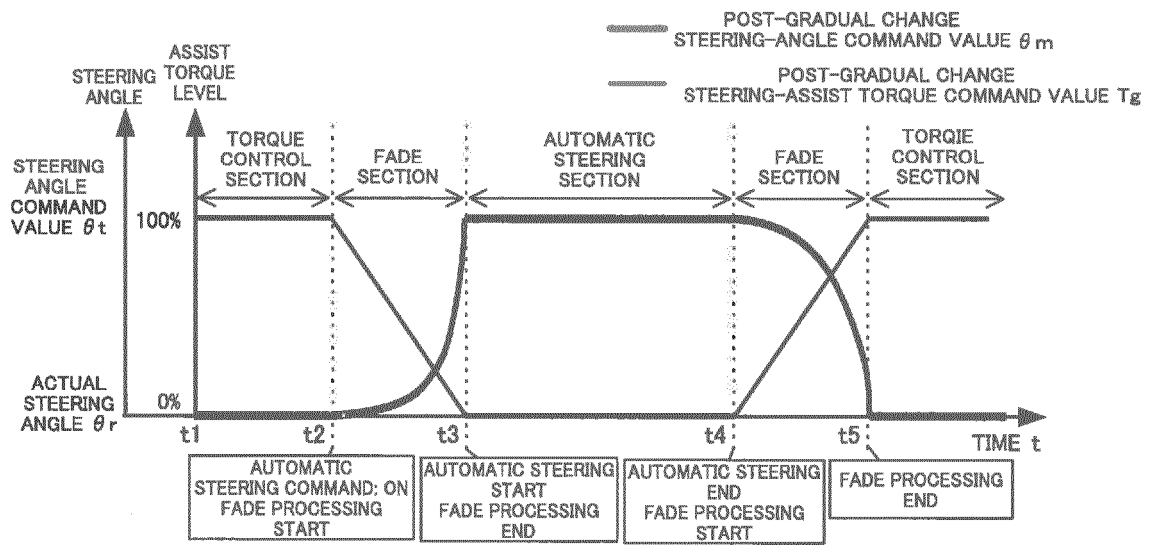 POST-GRADUAL CHANGE
STEERING-ANGLE COMMAND VALUE θm
POST-GRADUAL CHANGE
STEERING-ASSIST TORQUE COMMAND VALUE Tg
STEERING
ANGLE
ASSIST
TORQUE
LEVEL
TORQUE
CONTROL
SECTION
FADE
SECTION
AUTOMATIC
STEERING
SECTION
FADE
SECTION
TORQIE
CONTROL
SECTION
STEERING
ANGLE
COMMAND
VALUE θt
100%
ACTUAL
STEERING
ANGLE θr
0%
t1
t2
t3
t4
t5
TIME t
AUTOMATIC
STEERING COMMAND: ON
FADE PROCESSING
START
AUTOMATIC STEERING
START
FADE PROCESSING
END
AUTOMATIC STEERING
END
FADE PROCESSING
START
FADE PROCESSING
END